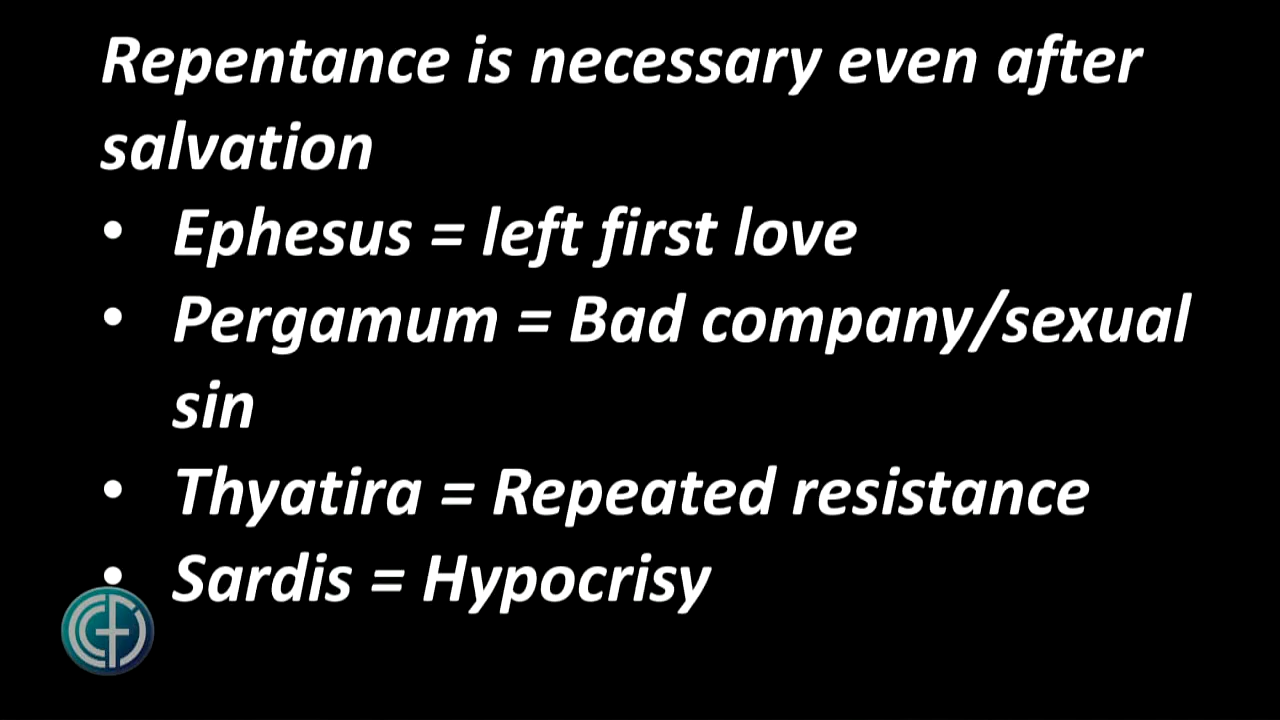 Repentance is necessary even after
salvation
• Ephesus = left first love
• Pergamum = Bad company/sexual
sin
• Thyatira = Repeated resistance
• Sardis = Hypocrisy